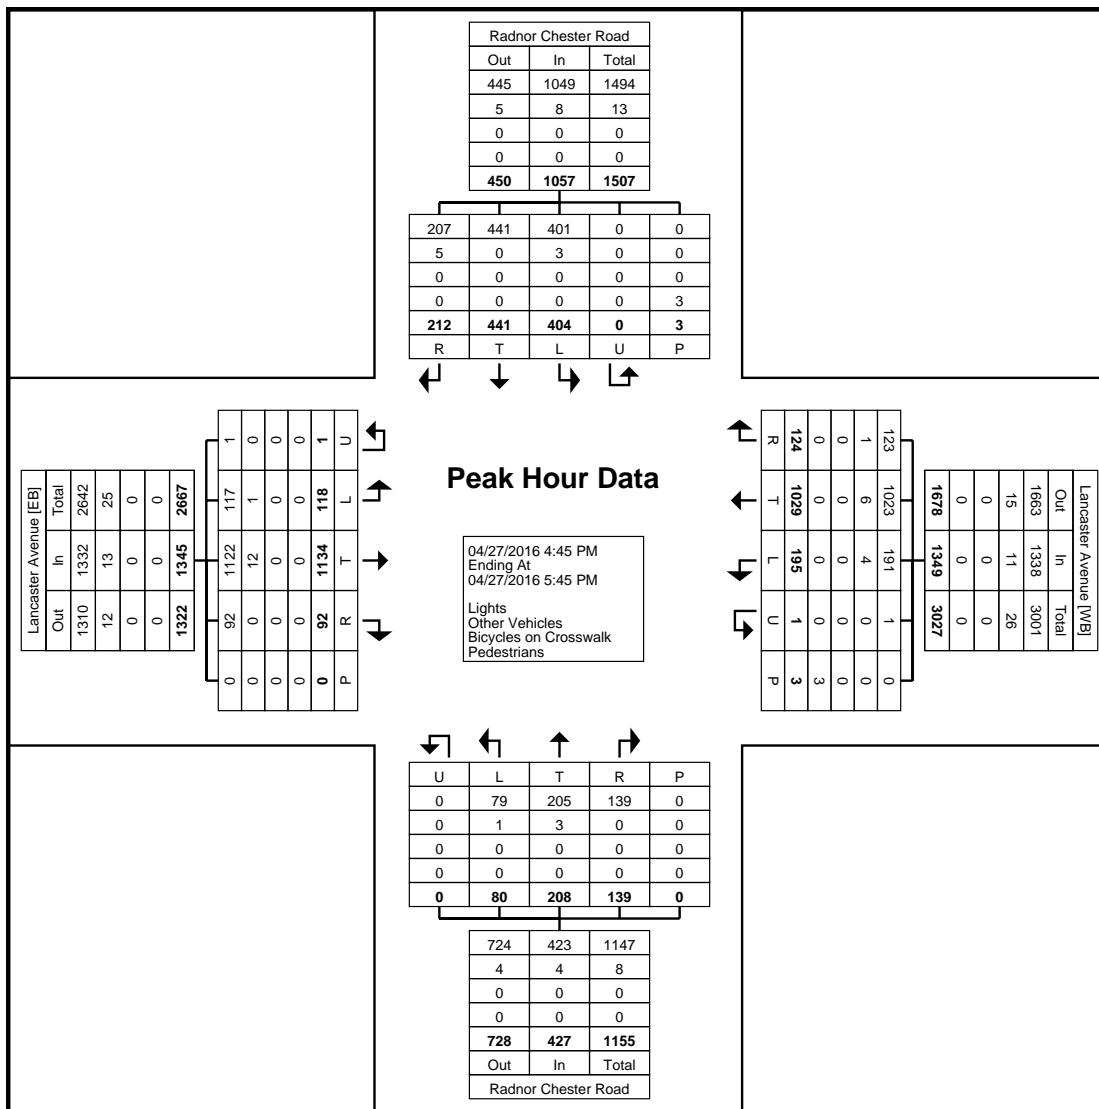 Radnor Chester Road
Out In Total
445 1049 1494
5 8 13
0 0 0
0 0 0
450 1057 1507
207 441 401 0 0
5 0 3 0 0
0 0 0 0 0
0 0 0 0 3
212 441 404 0 3
R T L U P
Lancaster Avenue [EB]
Total In Out
2642 1332 1310
25 13 12
0 0 0
0 0 0
2667 1345 1322
1 117 1122 92 0
0 1 12 0 0
0 0 0 0 0
0 0 0 0 0
1 118 1134 92 0
U L T R P
Peak Hour Data
04/27/2016 4:45 PM
Ending At
04/27/2016 5:45 PM
Lights
Other Vehicles
Bicycles on Crosswalk
Pedestrians
Lancaster Avenue [WB]
Out In Total
1663 1338 3001
15 11 26
0 0 0
0 0 0
1678 1349 3027
123 1023 191 1 0
1 6 4 0 0
0 0 0 0 0
0 0 0 0 3
124 1029 195 1 3
R T L U P
U L T R P
0 79 205 139 0
0 1 3 0 0
0 0 0 0 0
0 0 0 0 0
0 80 208 139 0
724 423 1147
4 4 8
0 0 0
0 0 0
728 427 1155
Out In Total
Radnor Chester Road